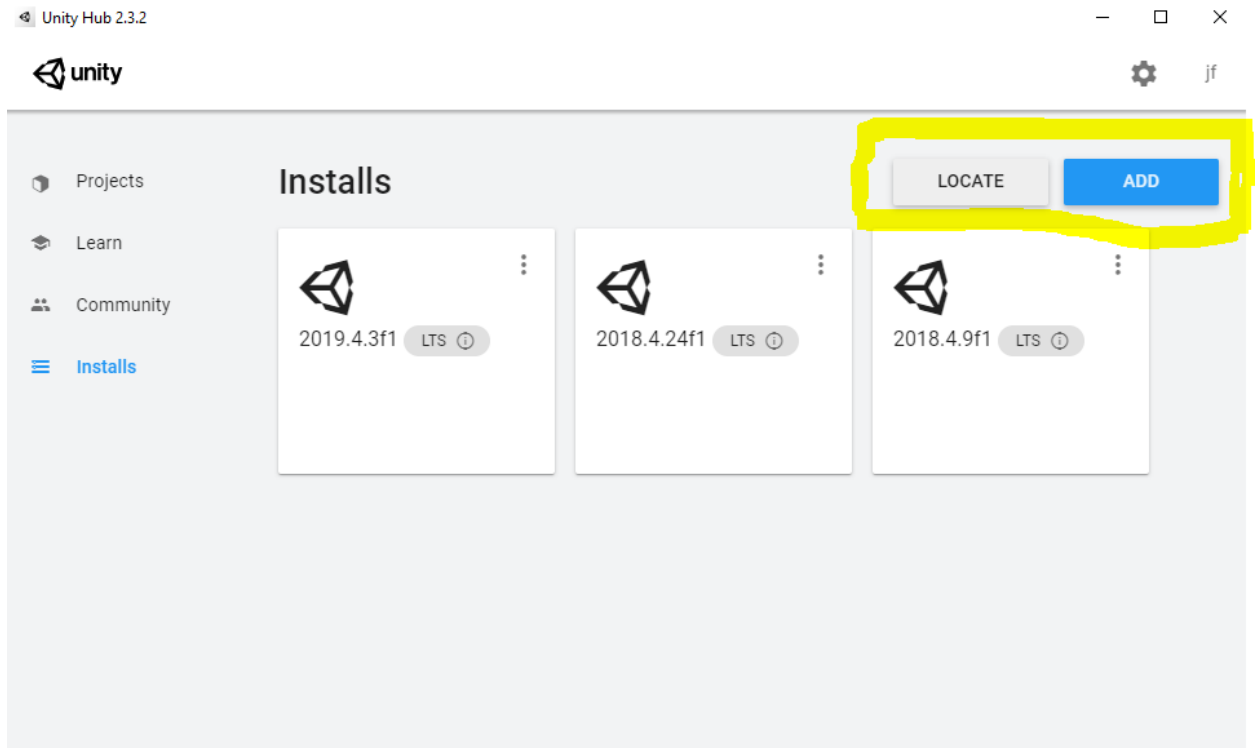 Unity Hub 2.3.2
unity
jf
Projects
Learn
Community
Installs
Installs
LOCATE
ADD
2019.4.3f1 LTS
2018.4.24f1 LTS
2018.4.9f1 LTS